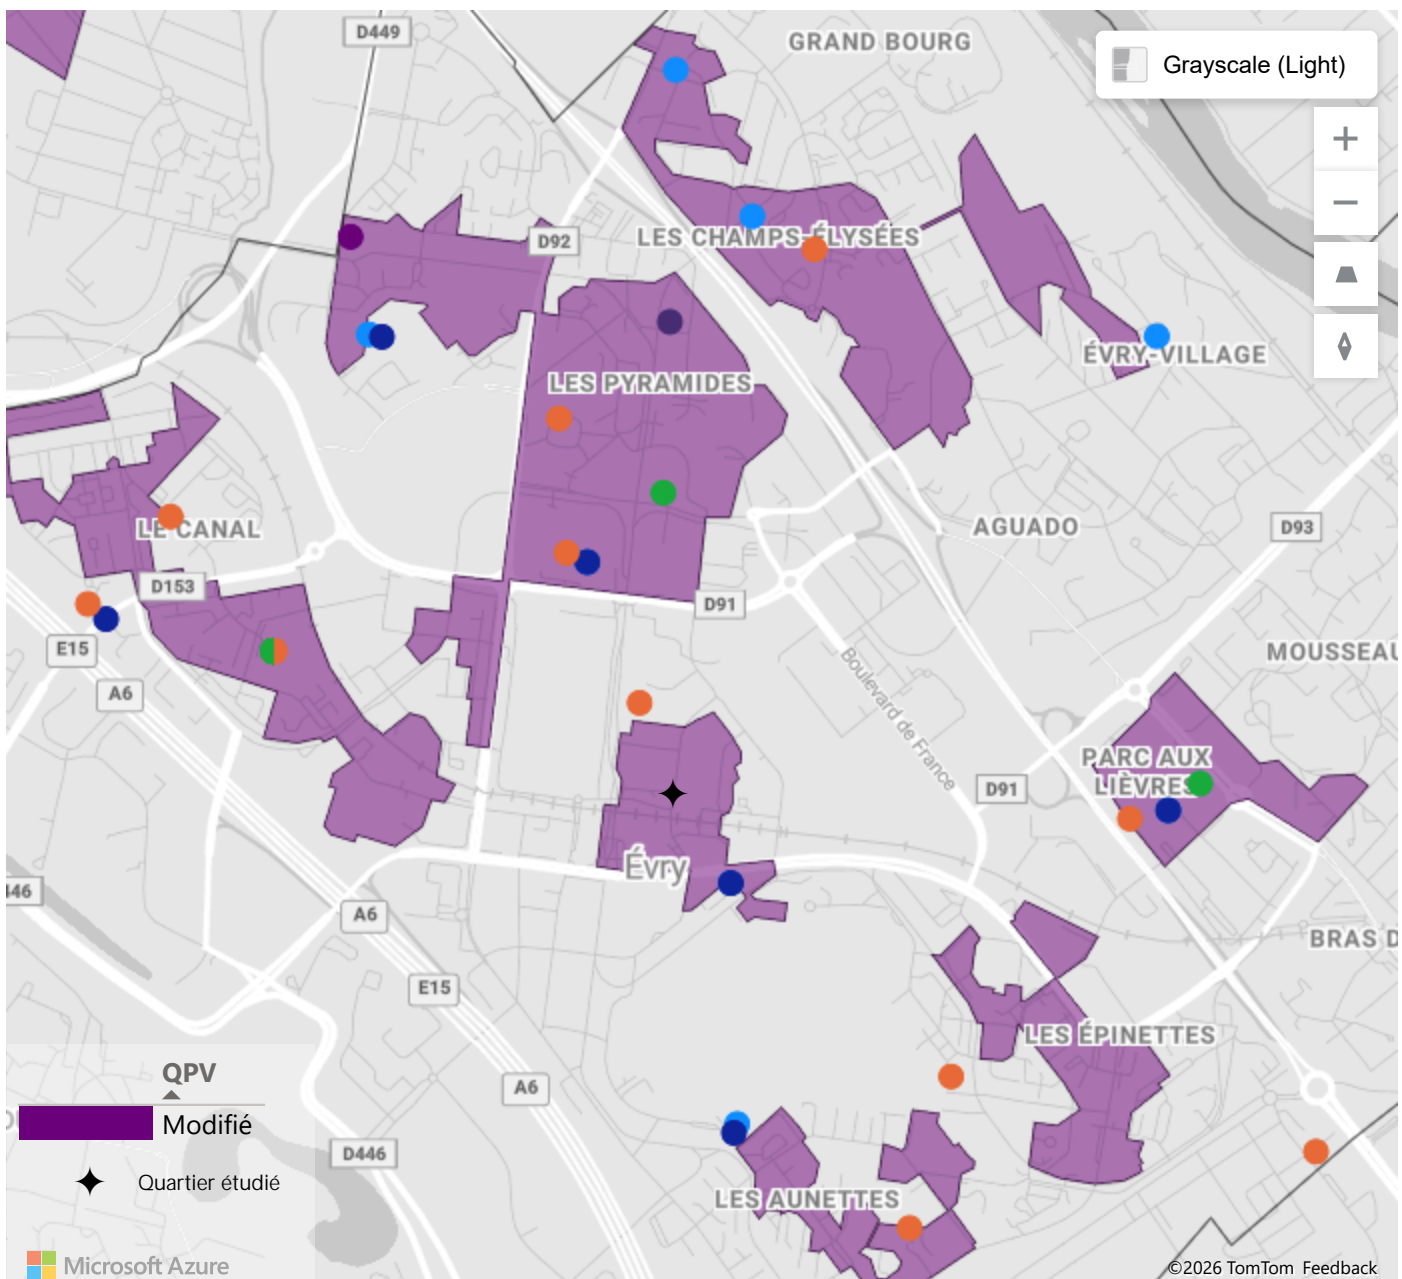 D449
GRAND BOURG
Grayscale (Light)
D92
LES CHAMPS-ÉLYSÉES
ÉVRY-VILLAGE
LES PYRAMIDES
LE CANAL
AGUADO
D93
D153
D91
E15
MOUSSEAU
A6
Boulevard de France
PARC AUX
LIÈVRES
D91
Évry
446
A6
BRAS D
E15
LES ÉPINETTES
QPV
A6
Modifié
D446
Quartier étudié
LES AUNETTES
Microsoft Azure
©2026 TomTom Feedback